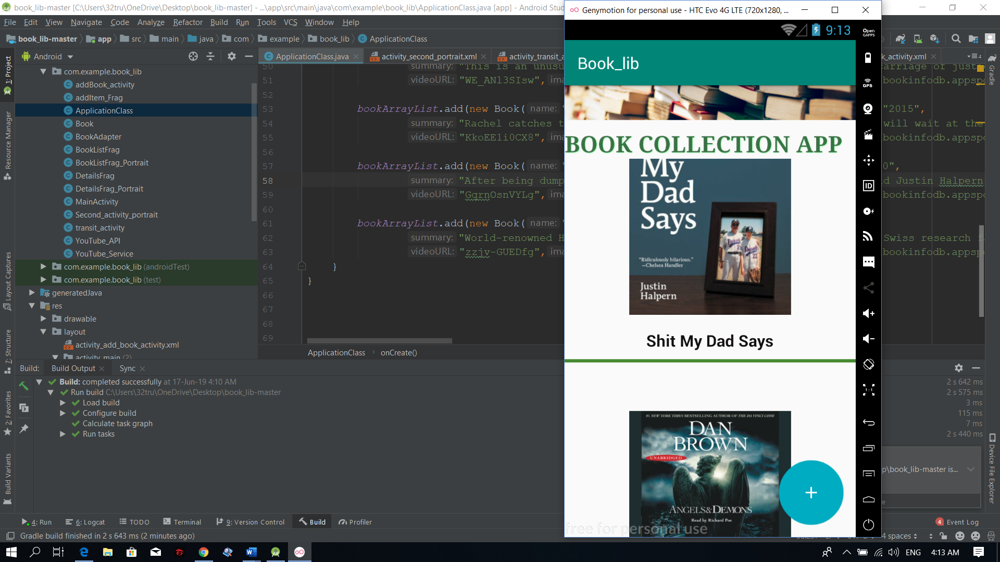 book_lib-master [C:\Users\32tru\OneDrive\Desktop\book_lib-master] - ...\app\src\main\java\com\example\book_lib\ApplicationClass.java [app] - Android Stud
File Edit View Navigate Code Analyze Refactor Build Run Tools VCS Window Help
book_lib-master app src main java com example book_lib ApplicationClass
Android
ApplicationClass.java activity_second_portrait.xml activity_transit_a k_activity.xml 4
1: Project
Resource Manager
Layout Captures
7: Structure
2: Favorites
Build Variants
com.example.book_lib
addBook_activity
addItem_Frag
ApplicationClass
Book
BookAdapter
BookListFrag
BookListFrag_Portrait
DetailsFrag
DetailsFrag_Portrait
MainActivity
Second_activity_portrait
transit_activity
YouTube_API
YouTube_Service
com.example.book_lib (androidTest)
com.example.book_lib (test)
generatedJava
res
drawable
layout
activity_add_book_activity.xml
activity_main (2)
50 summary: "This is an unusu arriage of just
51 videoURL: "WE_ANl3SIsw", ima bookinfodb.appspo
52
53 bookArrayList.add(new Book( name: " "2015",
54 summary: "Rachel catches t will wait at the
55 videoURL: "KkoEE1i0CX8", ima bookinfodb.appspo
56
57 bookArrayList.add(new Book( name: " 0",
58 summary: "After being dump d Justin Halpern
59 videoURL: "GqrnOsnVYLg", ima bookinfodb.appspo
60
61 bookArrayList.add(new Book( name: "
62 summary: "World-renowned H Swiss research f
63 videoURL: "zzjv-GUEDfg", ima bookinfodb.appspo
64 }
65 }
66
67
68
69
ApplicationClass onCreate()
Build: Build Output Sync
Build: completed successfully at 17-Jun-19 4:10 AM 2 s 642 ms
Run build C:\Users\32tru\OneDrive\Desktop\book_lib-master 2 s 575 ms
Load build 3 ms
Configure build 115 ms
Calculate task graph 7 ms
Run tasks 2 s 440 ms
p\book_lib-master is...
e
4: Run 6: Logcat TODO Terminal 9: Version Control Build Profiler 4 Event Log
Gradle build finished in 2 s 643 ms (2 minutes ago) 4 spaces
ENG 4:13 AM
Genymotion for personal use - HTC Evo 4G LTE (720x1280, ...
9:13
Book_lib
BOOK COLLECTION APP
My
Dad
Says
"Ridiculously hilarious."
—Chelsea Handler
Justin
Halpern
Shit My Dad Says
#1 NEW YORK TIMES BESTSELLING AUTHOR OF THE DA VINCI CODE
DAN
BROWN
UNABRIDGED
ANGELS & DEMONS
Read by Richard Poe
+
free for personal use
Open
GAPPS
GPS
ID
1:1
Gradle
Device File Explorer